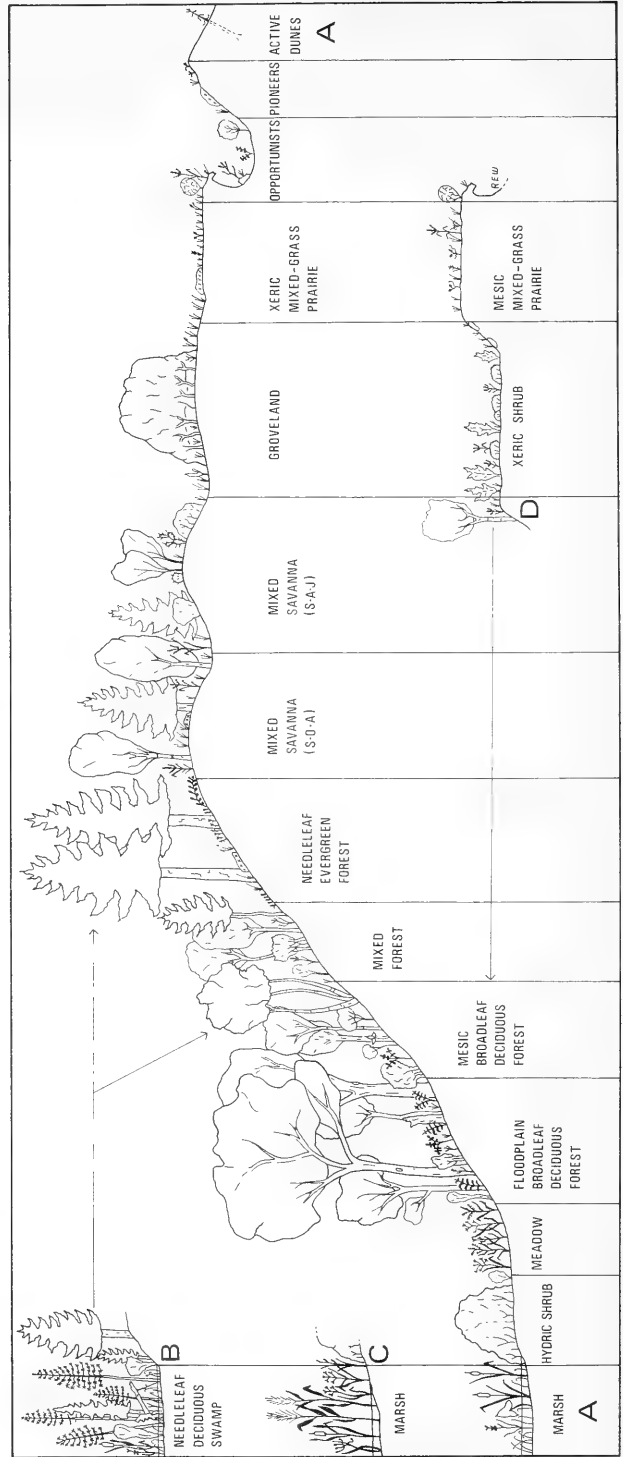 NEEDLELEAF
DECIDUOUS
SWAMP
B
MARSH
C
MARSH
A
HYDRIC SHRUB
MEADOW
FLOODPLAIN
BROADLEAF
DECIDUOUS
FOREST
MESIC
BROADLEAF
DECIDUOUS
FOREST
MIXED
FOREST
NEEDLELEAF
EVERGREEN
FOREST
MIXED
SAVANNA
(S-O-A)
MIXED
SAVANNA
(S-A-J)
GROVELAND
XERIC
MIXED-GRASS
PRAIRIE
OPPORTUNISTS
PIONEERS
ACTIVE
DUNES
A
D
XERIC SHRUB
MESIC
MIXED-GRASS
PRAIRIE
REW